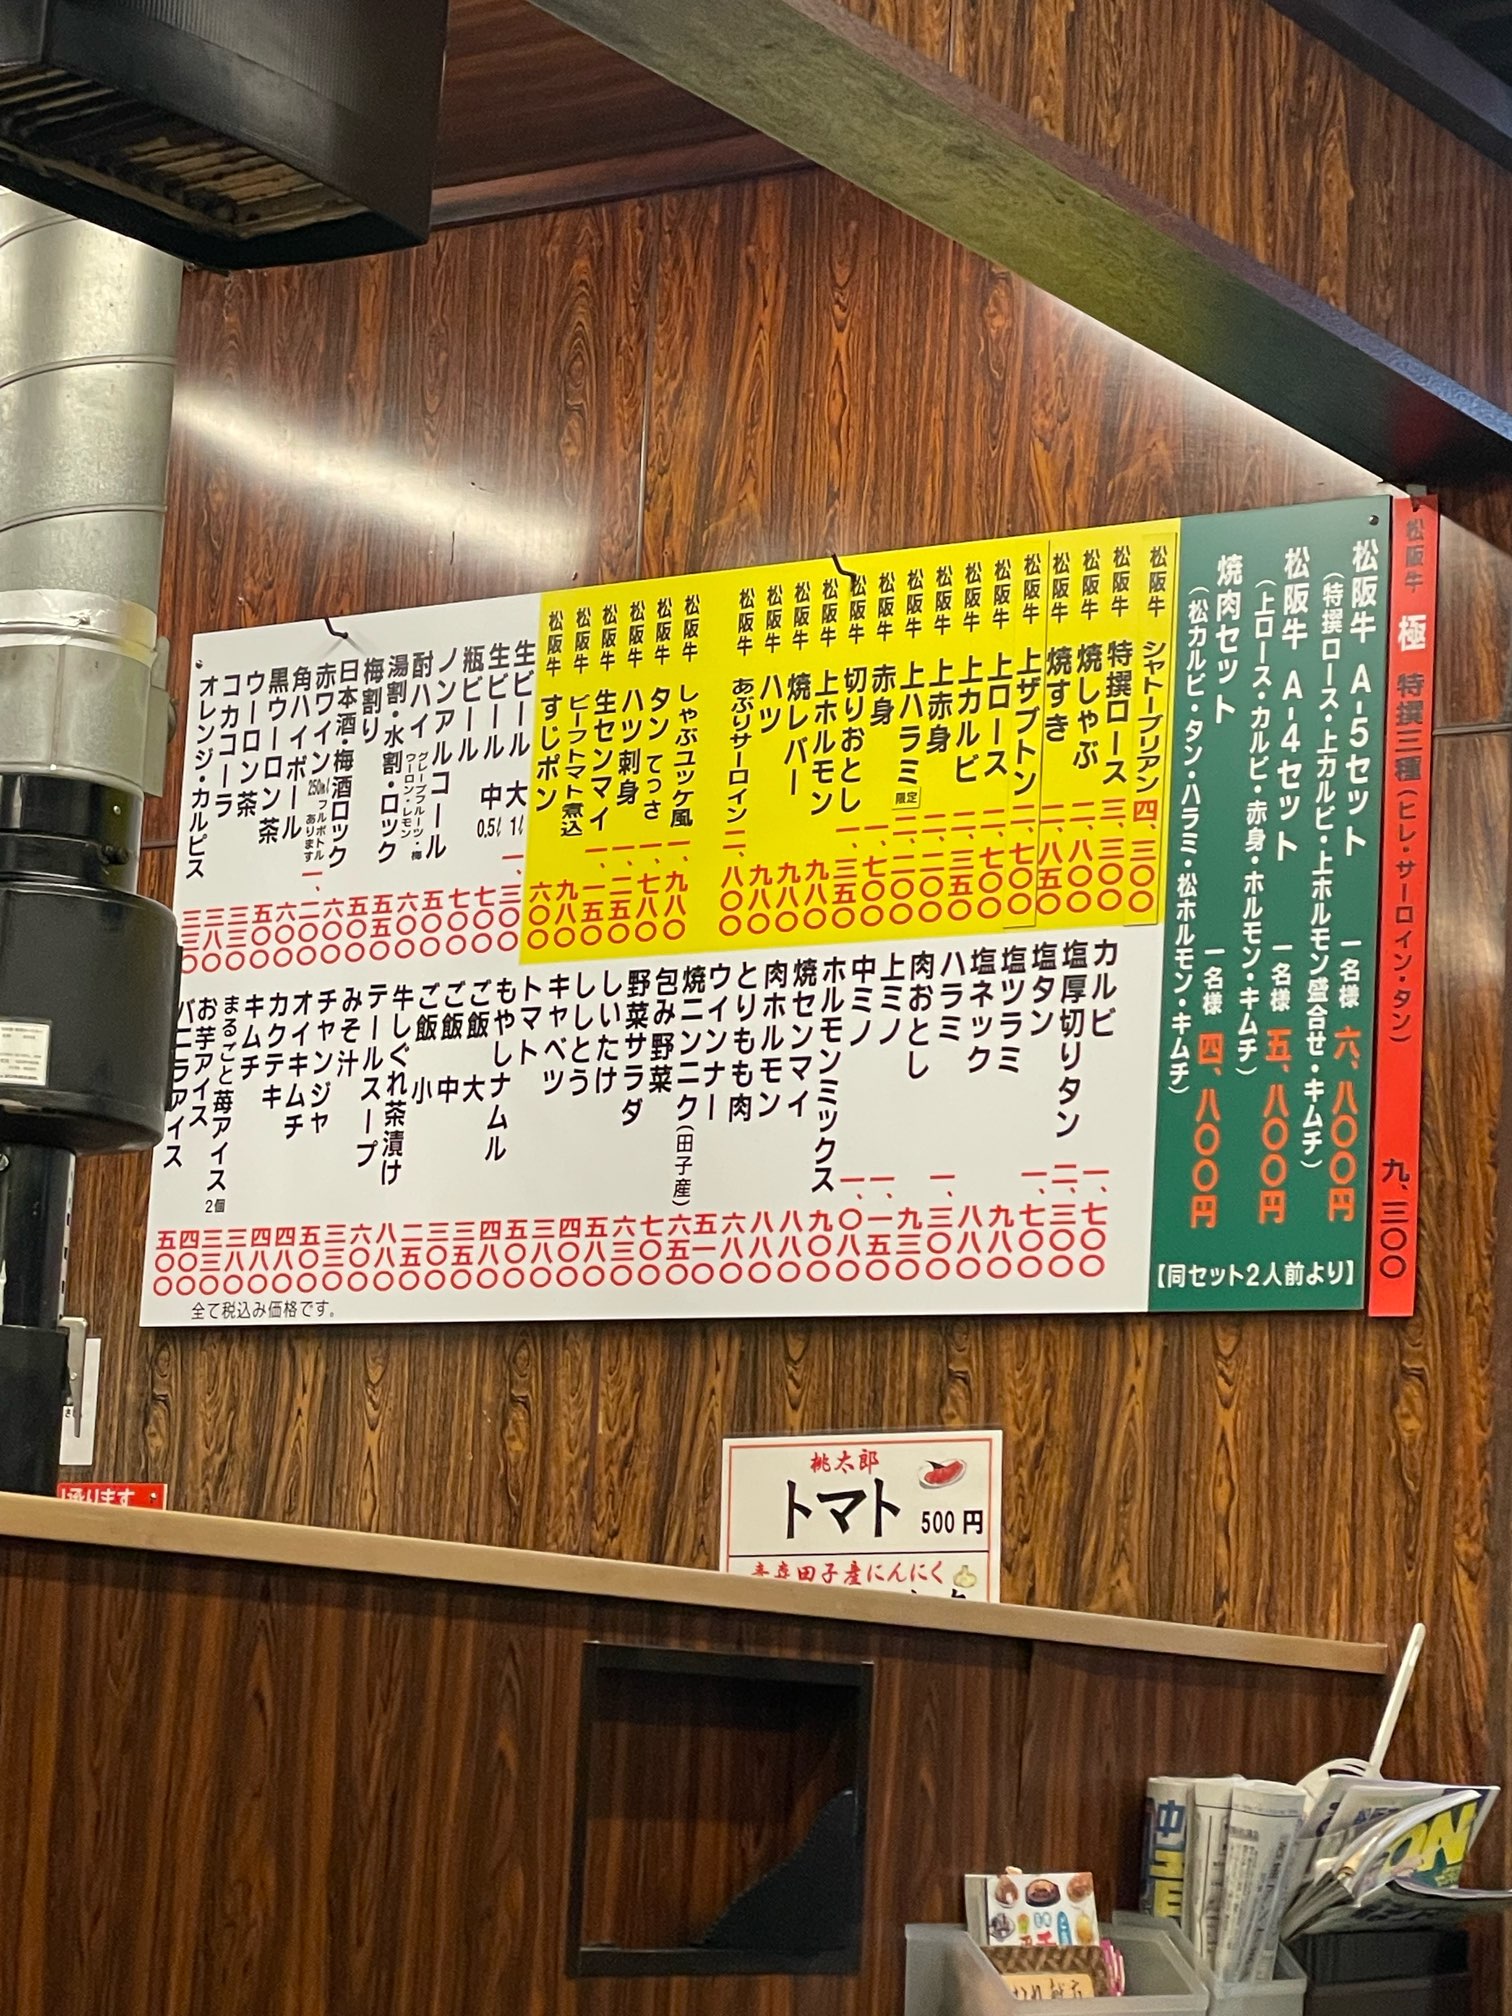 松阪牛 極 特撰三種(ヒレ・サーロイン・タン) 九、三〇〇
松阪牛 A-5セット 一名様 六、八〇〇円
(特撰ロース・上カルビ・上ホルモン盛合せ・キムチ)
松阪牛 A-4セット 一名様 五、八〇〇円
(上ロース・カルビ・赤身・ホルモン・キムチ)
焼肉セット 一名様 四、八〇〇円
(松カルビ・タン・ハラミ・松ホルモン・キムチ)
【同セット2人前より】
松阪牛 シャトーブリアン 四、三〇〇
松阪牛 特撰ロース 三、三〇〇
松阪牛 焼しゃぶ 二、八〇〇
松阪牛 焼すき 一、八五〇
松阪牛 上ザブトン 二、七〇〇
松阪牛 上ロース 二、七〇〇
松阪牛 上カルビ 二、三五〇
松阪牛 上赤身 二、二〇〇
松阪牛 上ハラミ 限定 二、二〇〇
松阪牛 赤身 一、七〇〇
松阪牛 切りおとし 一、三五〇
松阪牛 上ホルモン 九八〇
松阪牛 焼レバー 九八〇
松阪牛 ハツ 九八〇
松阪牛 あぶりサーロイン 二、八〇〇
松阪牛 しゃぶユッケ風 一、九八〇
松阪牛 タンてっさ 一、七八〇
松阪牛 ハツ刺身 一、二五〇
松阪牛 生センマイ 一、一五〇
松阪牛 ビーフトマト煮込 九八〇
松阪牛 すじポン 六〇〇
生ビール 大 1ℓ 一、三〇〇
生ビール 中 0.5ℓ 七〇〇
瓶ビール 七〇〇
ノンアルコール 五〇〇
酎ハイ グレープフルーツ・梅 ウーロン・レモン 六〇〇
湯割・水割・ロック 五五〇
梅割り 五〇〇
日本酒・梅酒ロック 六〇〇
赤ワイン 250ml フルボトルあります 一、二〇〇
角ハイボール 六〇〇
黒ウーロン茶 五〇〇
ウーロン茶 三三〇
コカコーラ 三八〇
オレンジ・カルピス 三三〇
カルビ 一、七〇〇
塩厚切りタン 二、三〇〇
塩タン 一、七〇〇
塩ツラミ 九八〇
塩ネック 八八〇
ハラミ 一、三〇〇
肉おとし 九三〇
上ミノ 一、一五〇
中ミノ 一、〇八〇
ホルモンミックス 九〇〇
焼センマイ 八八〇
肉ホルモン 八八〇
とりもも肉 六八〇
ウインナー 五一〇
焼ニンニク(田子産) 六五〇
包み野菜 七〇〇
野菜サラダ 六三〇
しいたけ 五八〇
ししとう 四〇〇
キャベツ 三八〇
トマト 五〇〇
もやしナムル 四八〇
ご飯 大 三五〇
ご飯 中 三〇〇
ご飯 小 二五〇
牛しぐれ茶漬け 八八〇
テールスープ 六〇〇
みそ汁 三三〇
チャンジャ 五〇〇
オイキムチ 四八〇
カクテキ 四八〇
キムチ 三八〇
まるごと苺アイス 2個 三三〇
お芋アイス 四〇〇
バニラアイス 五〇〇
全て税込み価格です。
桃太郎
トマト 500円
青森田子産にんにく
承ります